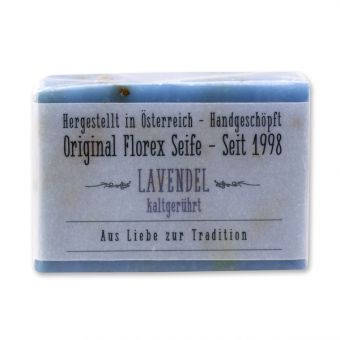 Hergestellt in Österreich - Handgeschöpft
Original Florex Seife - Seit 1998
LAVENDEL
kaltgerührt
Aus Liebe zur Tradition